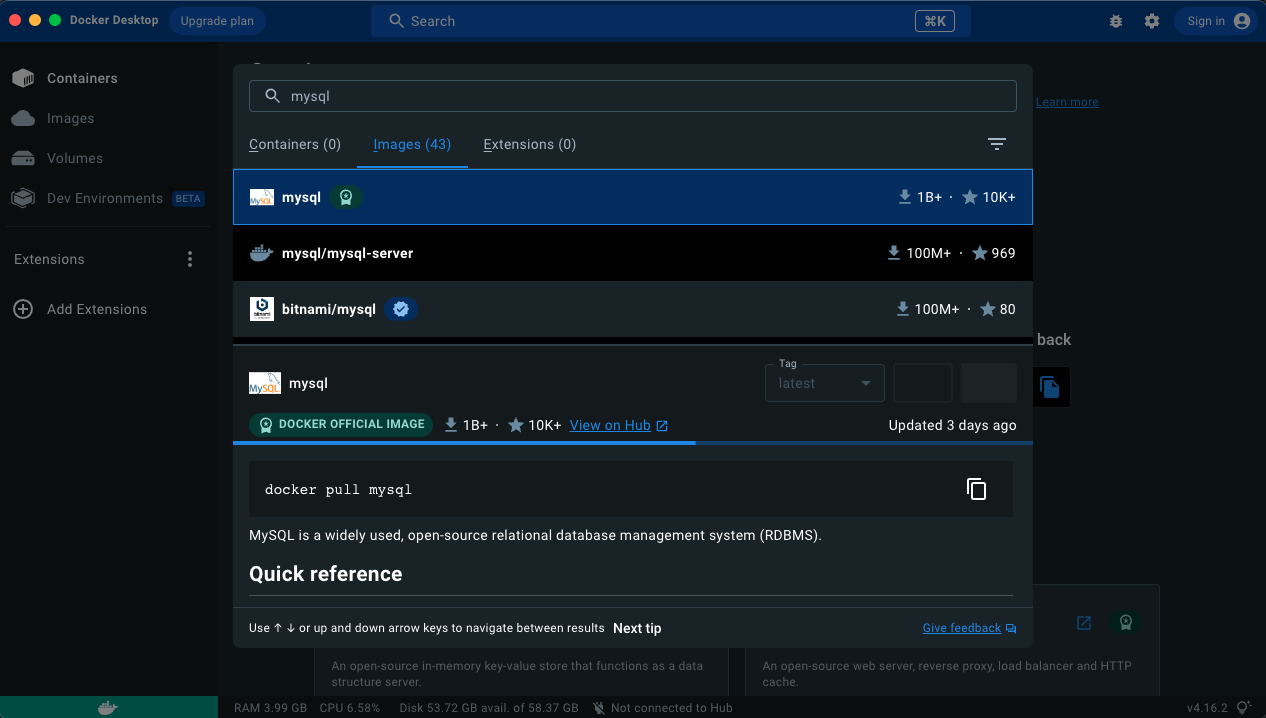 Docker Desktop
Upgrade plan
Search
⌘K
Sign in
Containers
Images
Volumes
Dev Environments BETA
Extensions
Add Extensions
Learn more
mysql
Containers (0)
Images (43)
Extensions (0)
MySQL mysql 1B+ · 10K+
mysql/mysql-server 100M+ · 969
bitnami bitnami/mysql 100M+ · 80
back
MySQL mysql
Tag
latest
DOCKER OFFICIAL IMAGE 1B+ · 10K+ View on Hub Updated 3 days ago
docker pull mysql
MySQL is a widely used, open-source relational database management system (RDBMS).
Quick reference
Use ↑ ↓ or up and down arrow keys to navigate between results Next tip
Give feedback
An open-source in-memory key-value store that functions as a data
structure server.
An open-source web server, reverse proxy, load balancer and HTTP
cache.
RAM 3.99 GB CPU 6.58% Disk 53.72 GB avail. of 58.37 GB Not connected to Hub v4.16.2